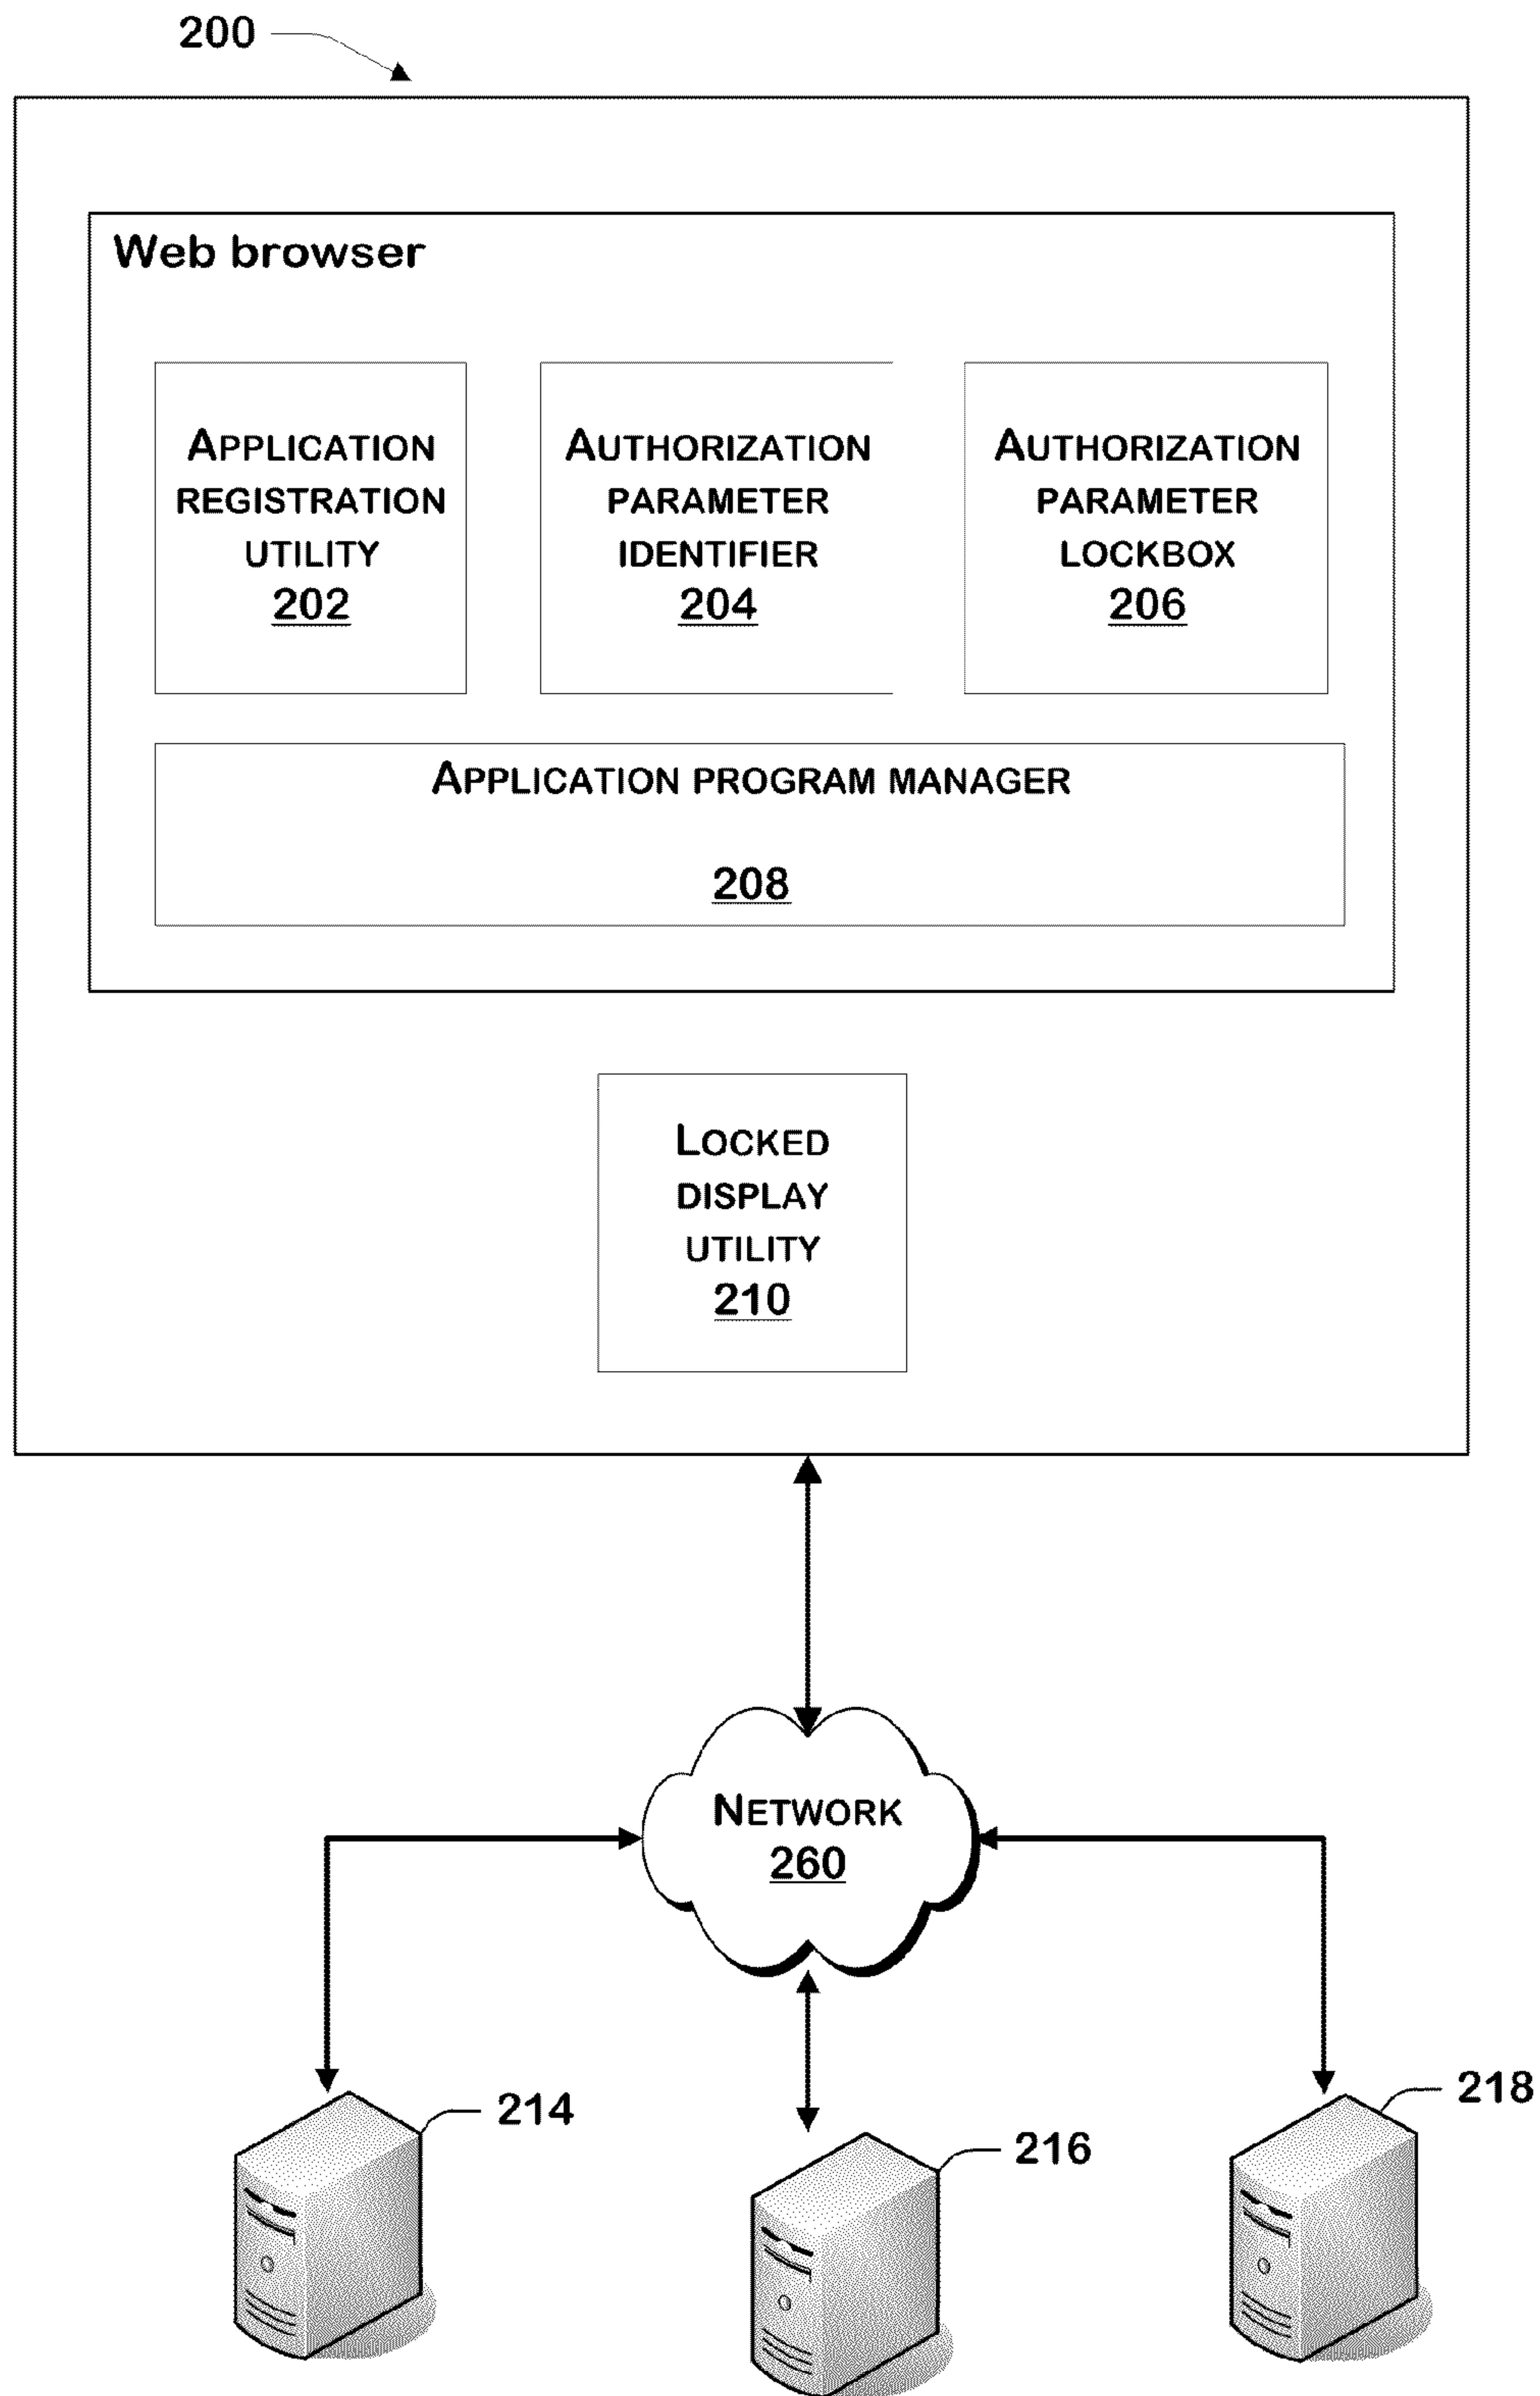 200
Web browser
APPLICATION
REGISTRATION
UTILITY
202
AUTHORIZATION
PARAMETER
IDENTIFIER
204
AUTHORIZATION
PARAMETER
LOCKBOX
206
APPLICATION PROGRAM MANAGER
208
LOCKED
DISPLAY
UTILITY
210
NETWORK
260
214
216
218